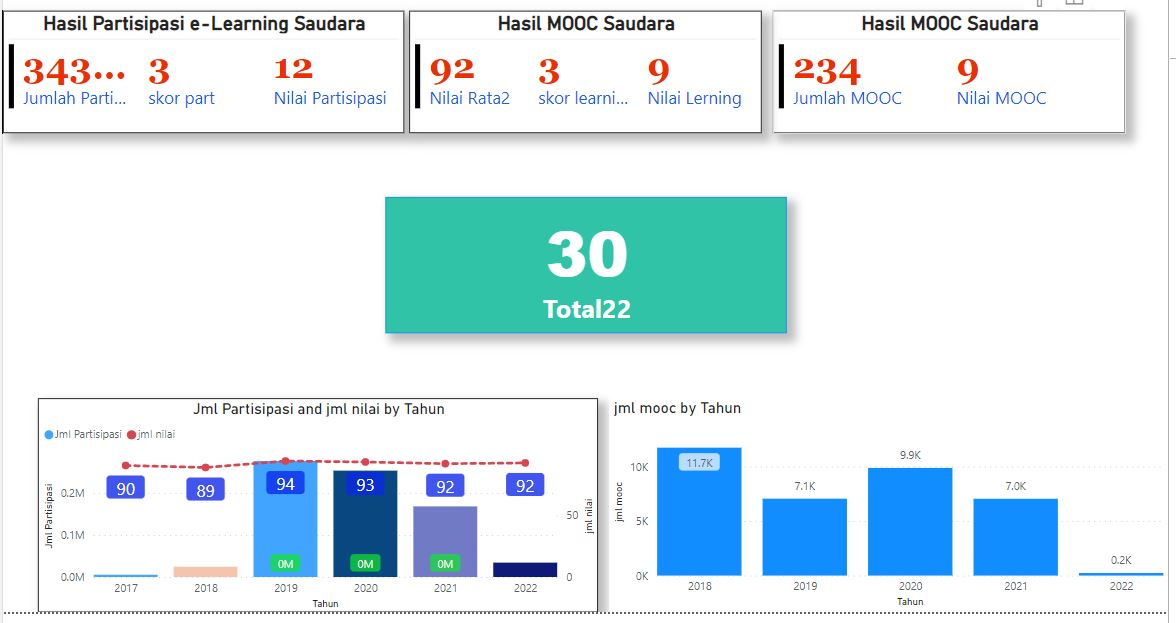 Hasil Partisipasi e-Learning Saudara
343...
Jumlah Parti...
3
skor part
12
Nilai Partisipasi
Hasil MOOC Saudara
92
Nilai Rata2
3
skor learni...
9
Nilai Lerning
Hasil MOOC Saudara
234
Jumlah MOOC
9
Nilai MOOC
30
Total22
Jml Partisipasi and jml nilai by Tahun
Jml Partisipasi jml nilai
Jml Partisipasi
0.2M
0.1M
0.0M
90
89
94
93
92
92
0M
0M
0M
50
0
jml nilai
2017 2018 2019 2020 2021 2022
Tahun
jml mooc by Tahun
jml mooc
10K
5K
0K
11.7K
7.1K
9.9K
7.0K
0.2K
2018 2019 2020 2021 2022
Tahun